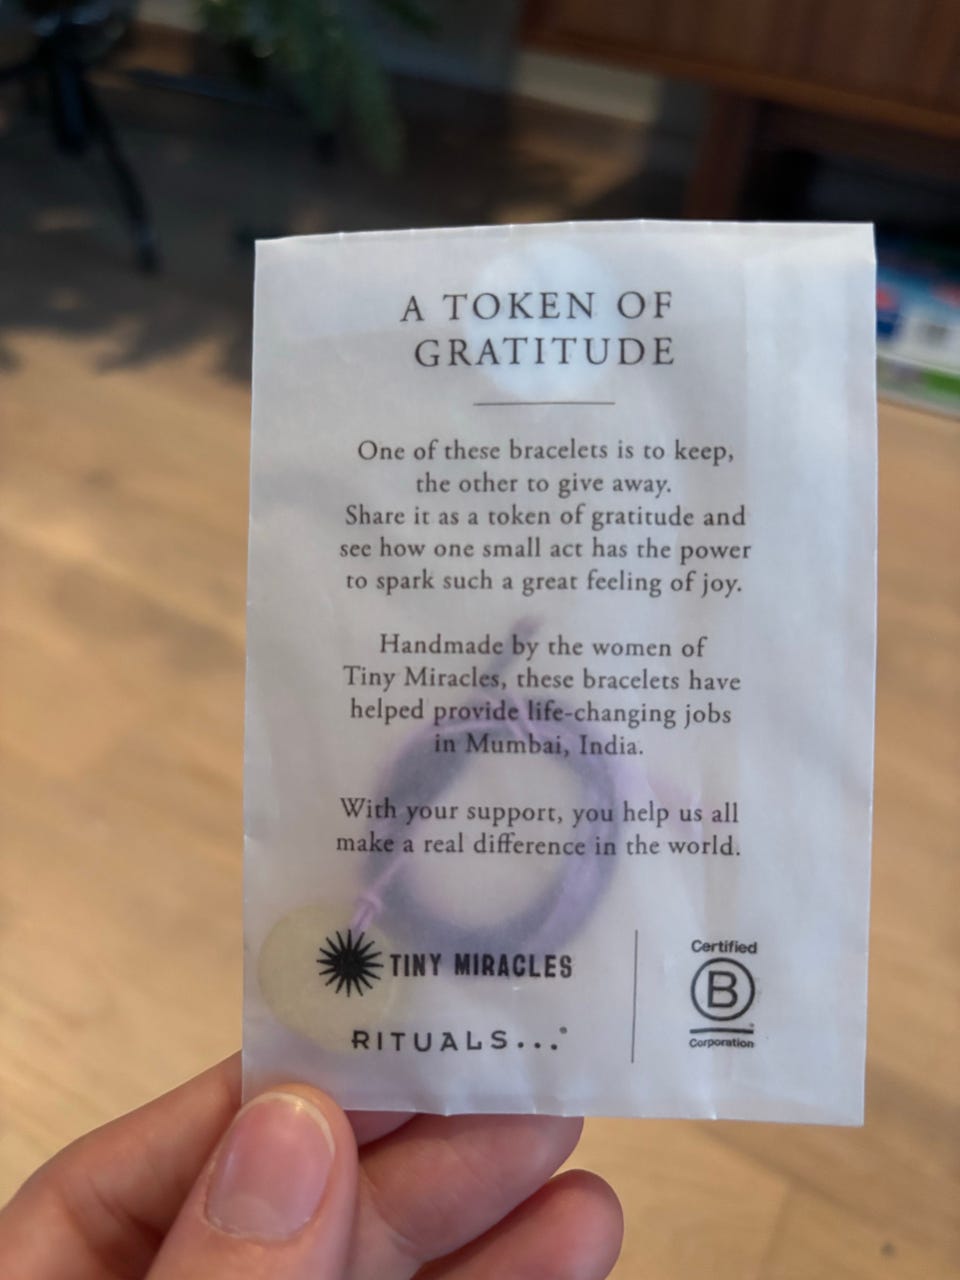 A TOKEN OF
GRATITUDE
One of these bracelets is to keep,
the other to give away.
Share it as a token of gratitude and
see how one small act has the power
to spark such a great feeling of joy.
Handmade by the women of
Tiny Miracles, these bracelets have
helped provide life-changing jobs
in Mumbai, India.
With your support, you help us all
make a real difference in the world.
TINY MIRACLES
RITUALS...
Certified
B
Corporation